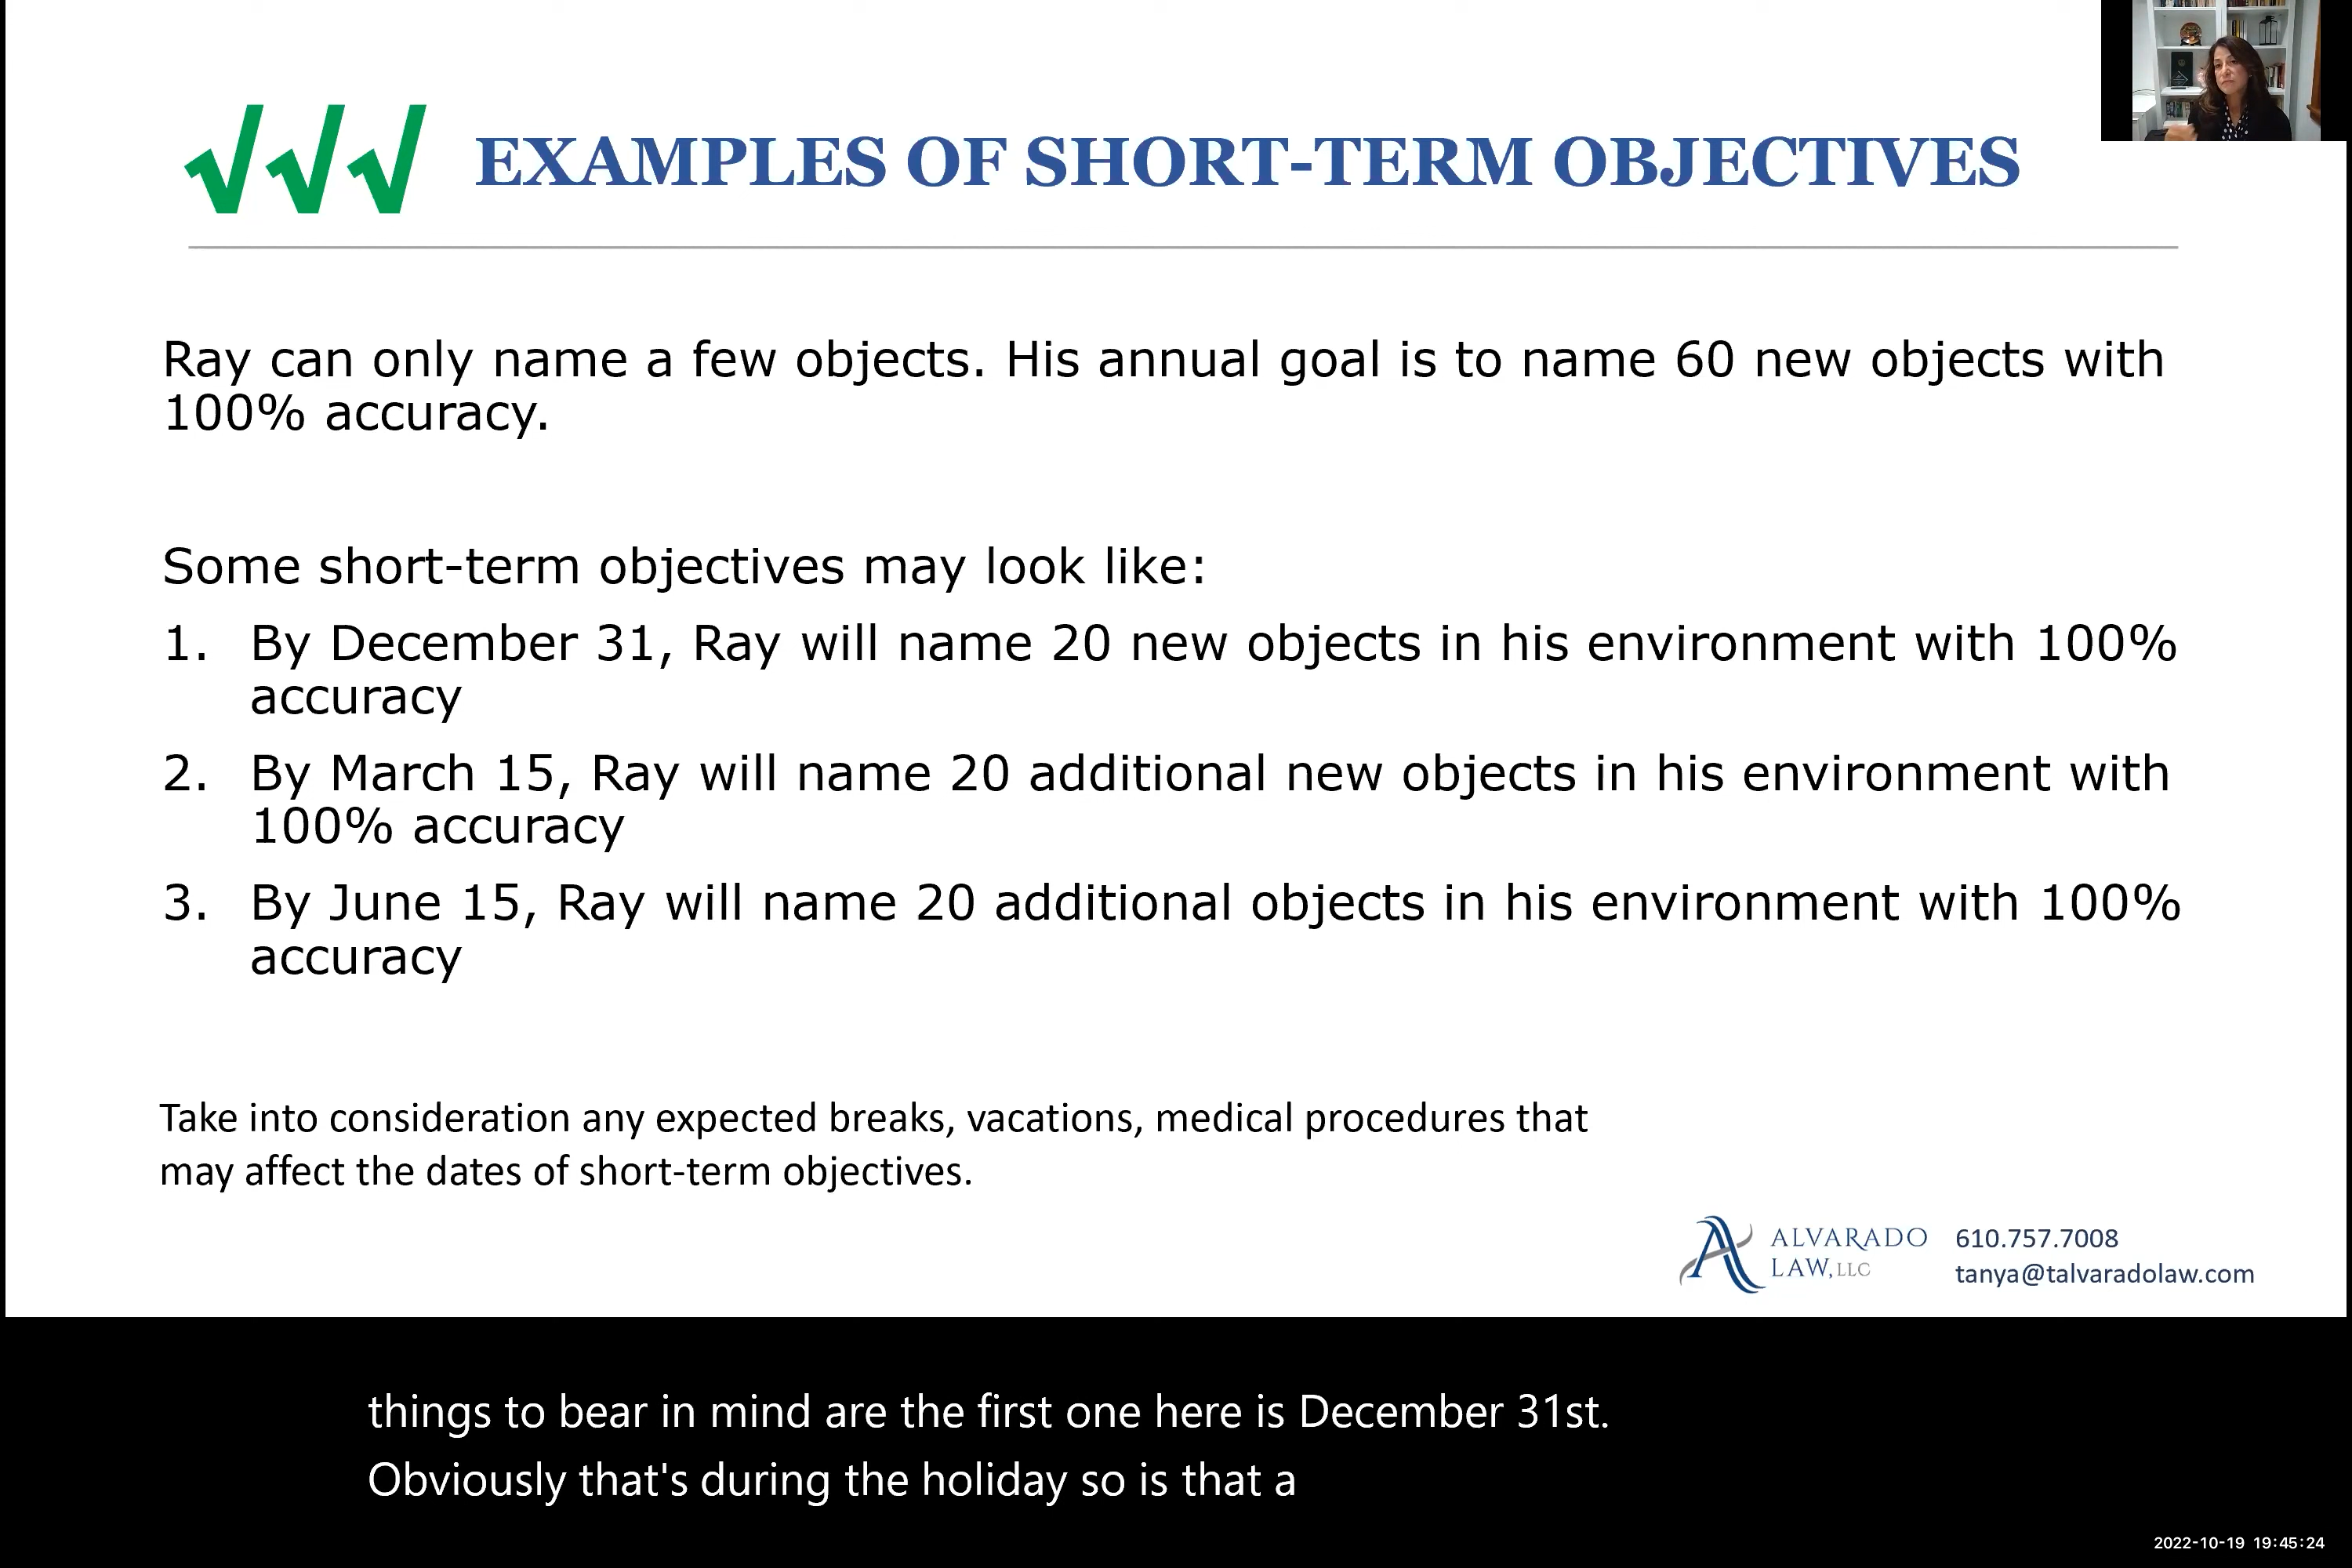 EXAMPLES OF SHORT-TERM OBJECTIVES
Ray can only name a few objects. His annual goal is to name 60 new objects with
100% accuracy.
Some short-term objectives may look like:
1. By December 31, Ray will name 20 new objects in his environment with 100%
accuracy
2. By March 15, Ray will name 20 additional new objects in his environment with
100% accuracy
3. By June 15, Ray will name 20 additional objects in his environment with 100%
accuracy
Take into consideration any expected breaks, vacations, medical procedures that
may affect the dates of short-term objectives.
ALVARADO
LAW, LLC
610.757.7008
tanya@talvaradolaw.com
things to bear in mind are the first one here is December 31st.
Obviously that's during the holiday so is that a
2022-10-19 19:45:24